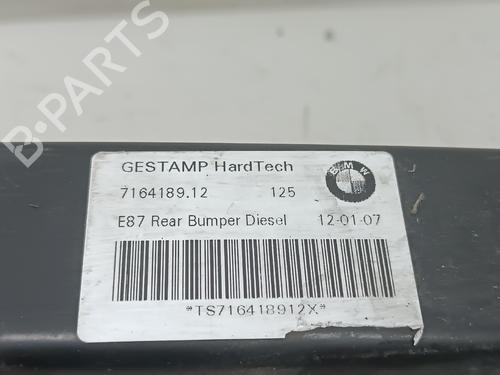 GESTAMP HardTech
7164189.12 125
BMW
E87 Rear Bumper Diesel 12-01-07
*TS716418912X*
B-PARTS